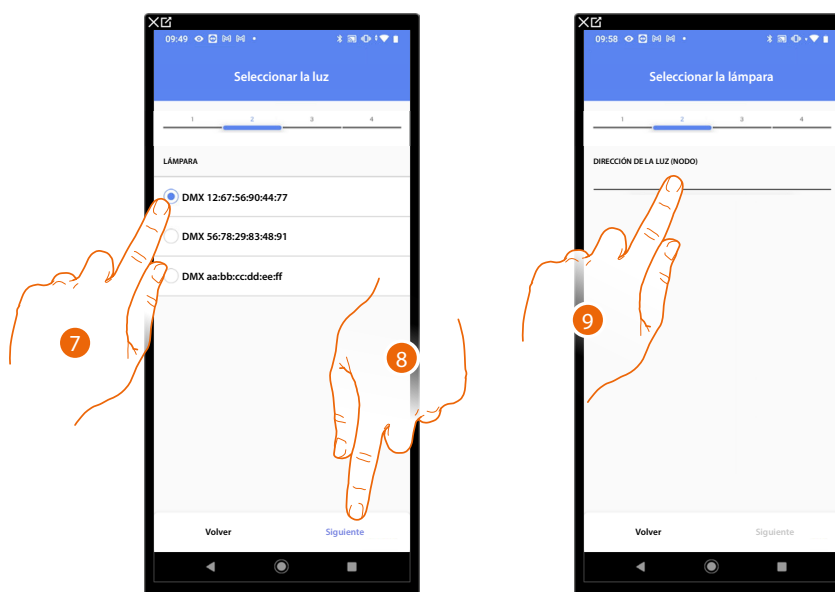 09:49
Seleccionar la luz
1 2 3 4
LÁMPARA
DMX 12:67:56:90:44:77
DMX 56:78:29:83:48:91
DMX aa:bb:cc:dd:ee:ff
7
8
Volver Siguiente
09:58
Seleccionar la lámpara
1 2 3 4
DIRECCIÓN DE LA LUZ (NODO)
9
Volver Siguiente